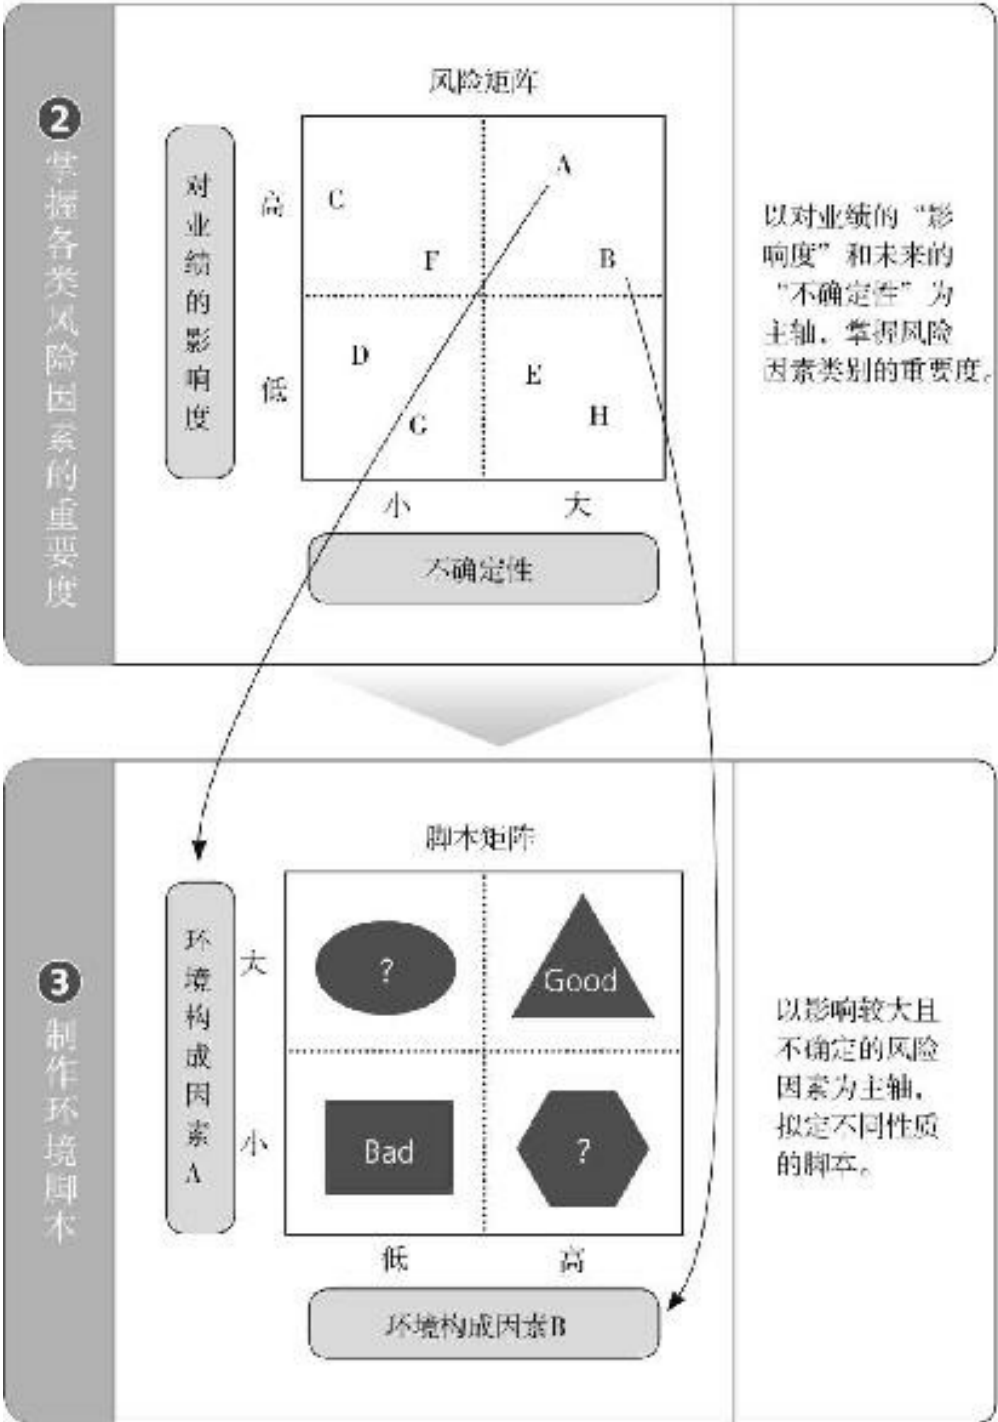 2
掌握各类风险因素的重要度
风险矩阵
对业绩的影响度
高
低
C
F
A
B
D
G
E
H
小
大
不确定性
以对业绩的“影
响度”和未来的
“不确定性”为
主轴，掌握风险
因素类别的重要度。
3
制作环境脚本
脚本矩阵
环境构成因素A
大
小
?
Good
Bad
?
低
高
环境构成因素B
以影响较大且
不确定的风险
因素为主轴，
拟定不同性质
的脚本。